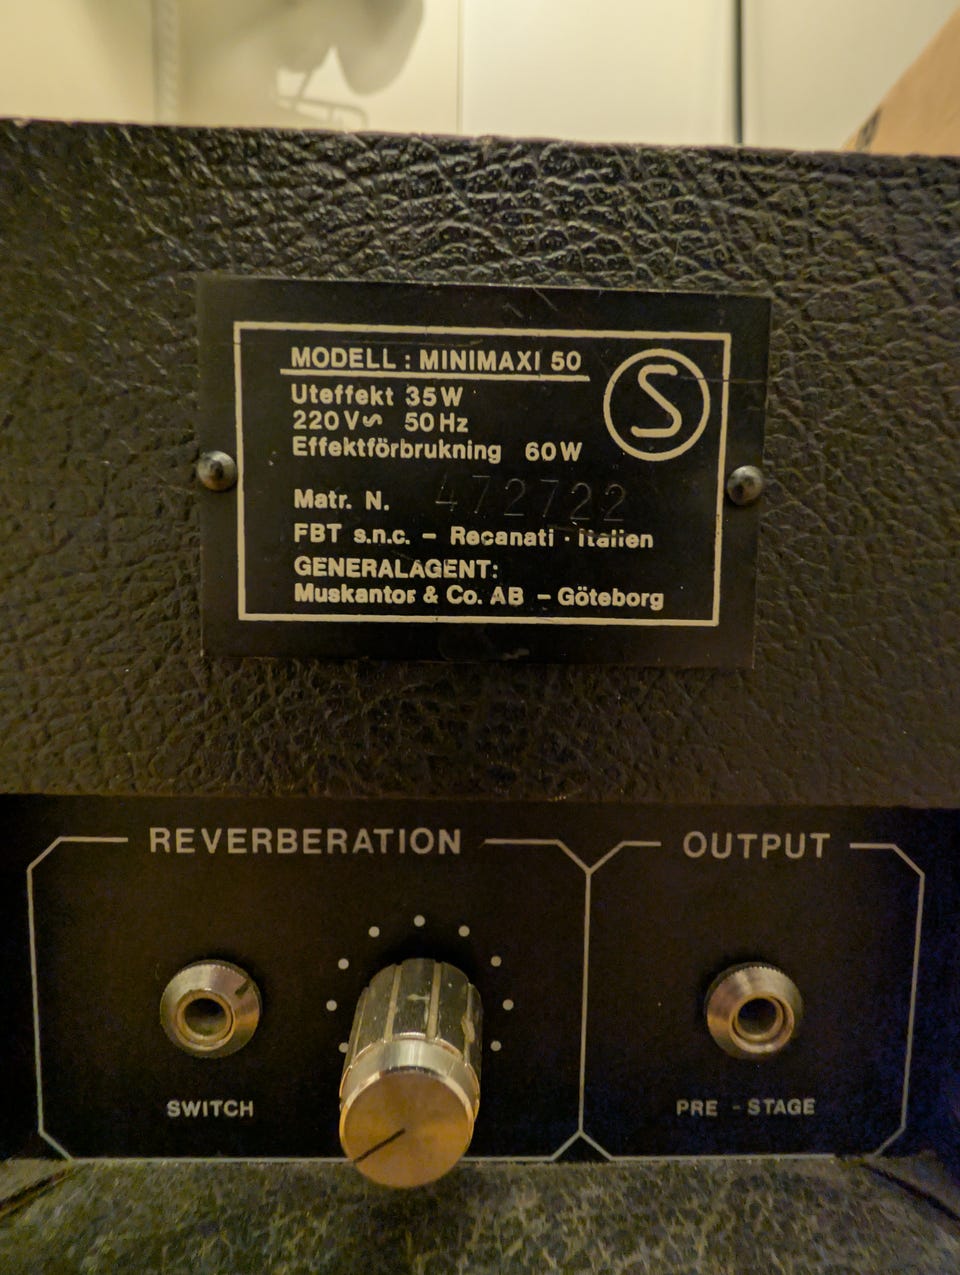 MODELL : MINIMAXI 50
S
Uteffekt 35W
220V∿ 50Hz
Effektförbrukning 60W
Matr. N. 472722
FBT s.n.c. - Recanati · Italien
GENERALAGENT:
Muskantor & Co. AB - Göteborg
REVERBERATION
OUTPUT
SWITCH
PRE - STAGE